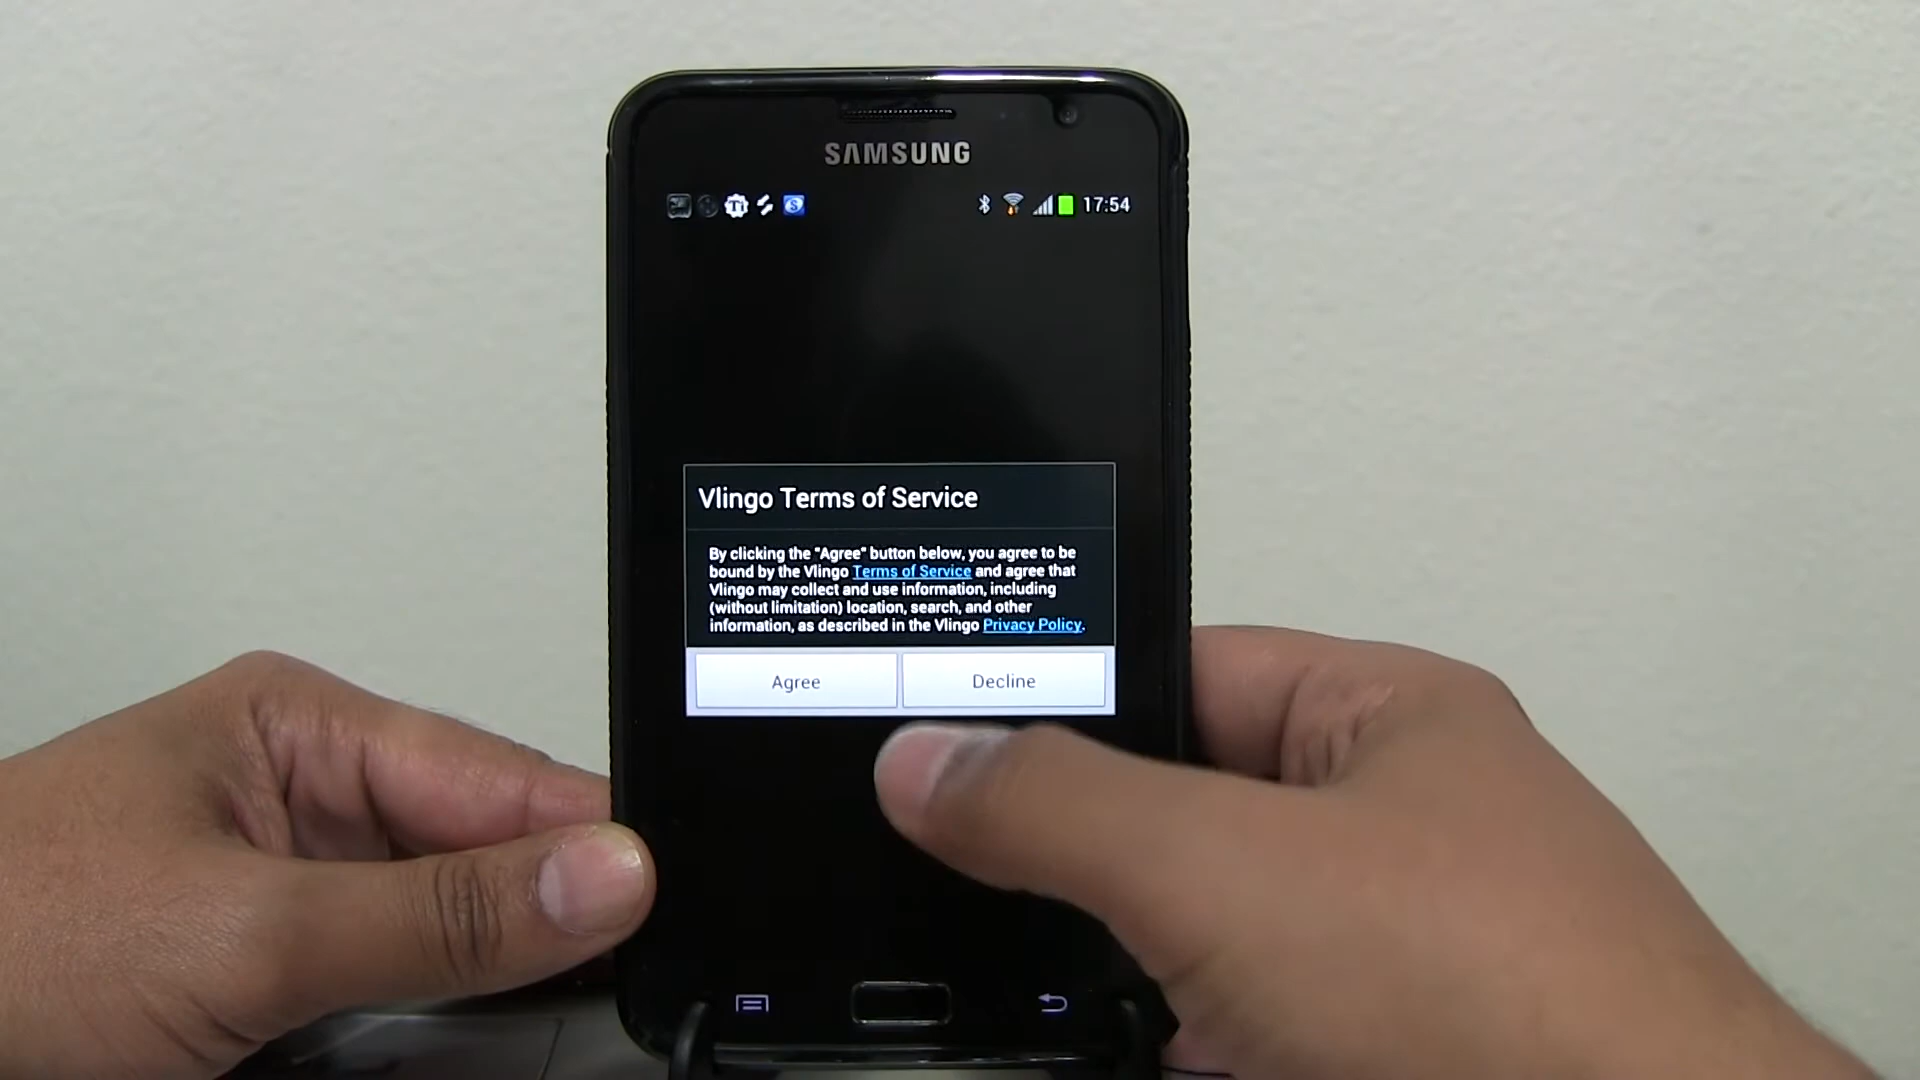 SAMSUNG
17:54
Vlingo Terms of Service
By clicking the "Agree" button below, you agree to be
bound by the Vlingo Terms of Service and agree that
Vlingo may collect and use information, including
(without limitation) location, search, and other
information, as described in the Vlingo Privacy Policy.
Agree
Decline